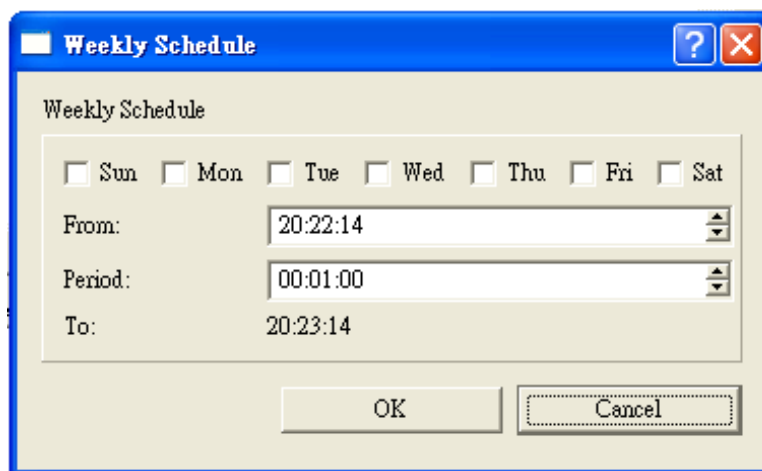 Weekly Schedule
Weekly Schedule
Sun Mon Tue Wed Thu Fri Sat
From: 20:22:14
Period: 00:01:00
To: 20:23:14
OK Cancel